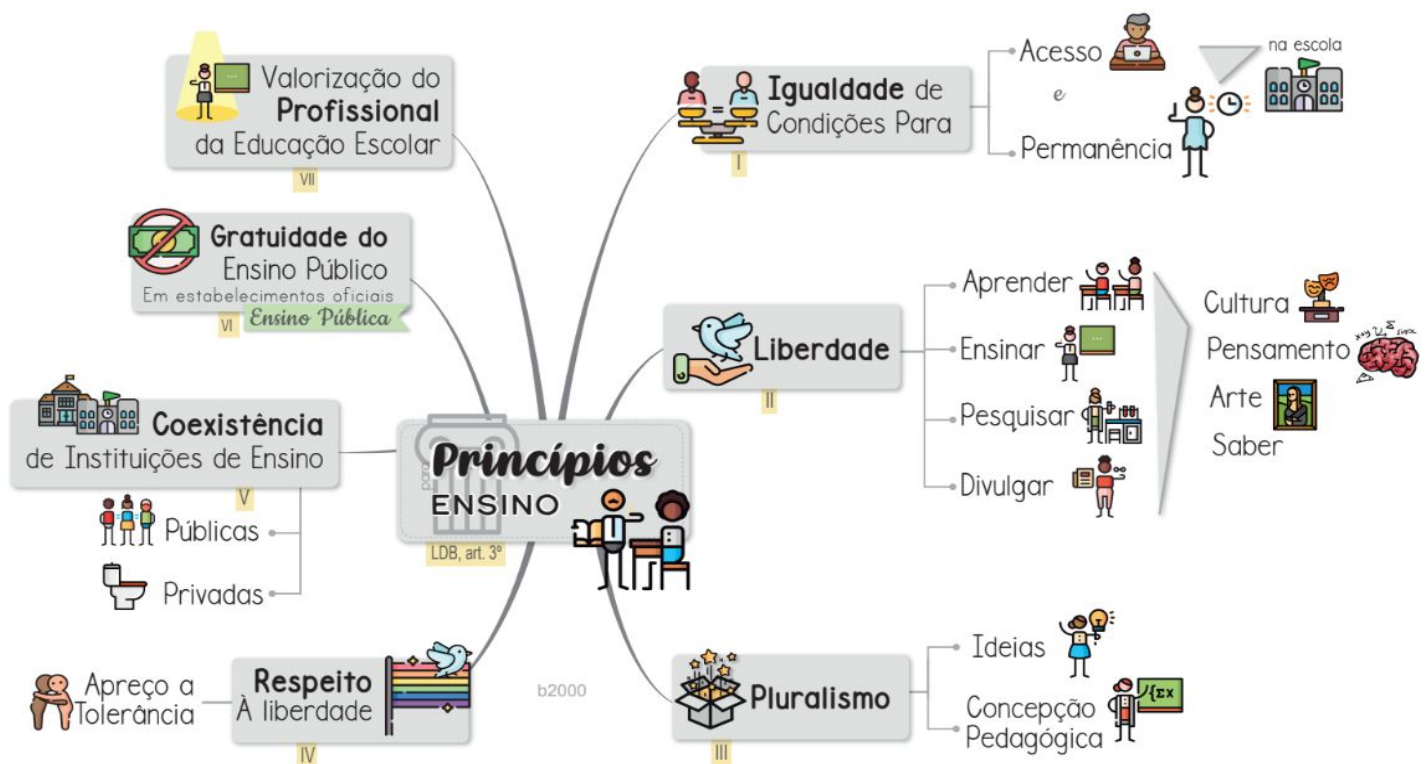 Princípios
para
ENSINO
LDB, art. 3º
Igualdade de
Condições Para
I
Acesso
e
Permanência
na escola
Liberdade
II
Aprender
Ensinar
Pesquisar
Divulgar
Cultura
Pensamento
Arte
Saber
Pluralismo
III
Ideias
Concepção
Pedagógica
Respeito
À liberdade
IV
Apreço a
Tolerância
Coexistência
de Instituições de Ensino
V
Públicas
Privadas
Gratuidade do
Ensino Público
Em estabelecimentos oficiais
Ensino Pública
VI
Valorização do
Profissional
da Educação Escolar
VII
b2000